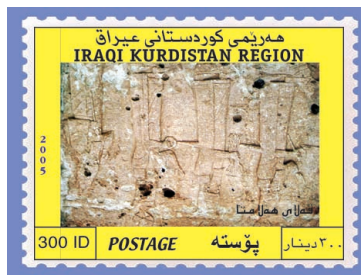 هەرێمی کوردستانی عیراق
IRAQI KURDISTAN REGION
2005
300 ID
POSTAGE
پۆستە
٣٠٠ دینار